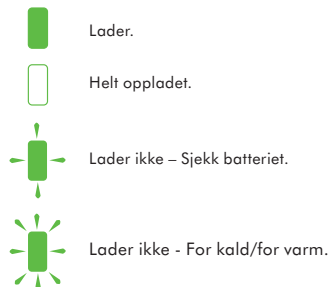 Lader.
Helt oppladet.
Lader ikke – Sjekk batteriet.
Lader ikke - For kald/for varm.